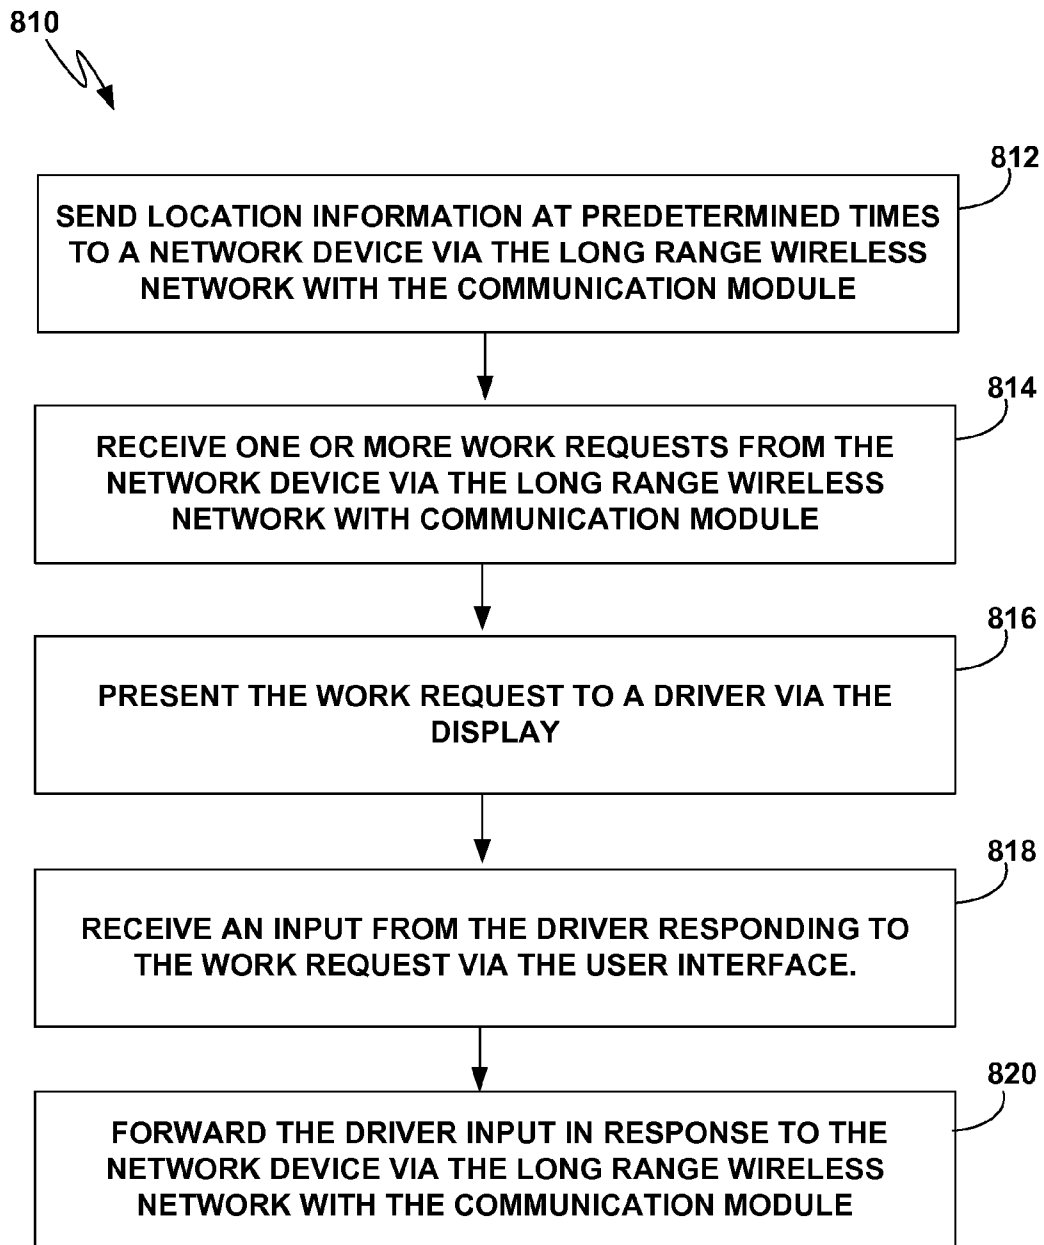 810
812
SEND LOCATION INFORMATION AT PREDETERMINED TIMES
TO A NETWORK DEVICE VIA THE LONG RANGE WIRELESS
NETWORK WITH THE COMMUNICATION MODULE
814
RECEIVE ONE OR MORE WORK REQUESTS FROM THE
NETWORK DEVICE VIA THE LONG RANGE WIRELESS
NETWORK WITH COMMUNICATION MODULE
816
PRESENT THE WORK REQUEST TO A DRIVER VIA THE
DISPLAY
818
RECEIVE AN INPUT FROM THE DRIVER RESPONDING TO
THE WORK REQUEST VIA THE USER INTERFACE.
820
FORWARD THE DRIVER INPUT IN RESPONSE TO THE
NETWORK DEVICE VIA THE LONG RANGE WIRELESS
NETWORK WITH THE COMMUNICATION MODULE